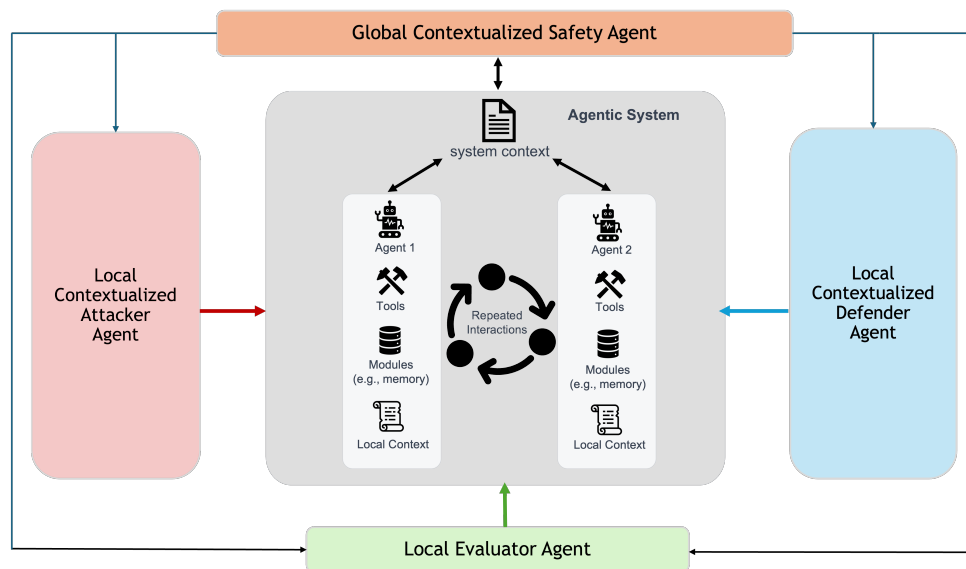 Global Contextualized Safety Agent
Agentic System
system context
Agent 1
Tools
Modules
(e.g., memory)
Local Context
Repeated
Interactions
Agent 2
Tools
Modules
(e.g., memory)
Local Context
Local
Contextualized
Attacker
Agent
Local
Contextualized
Defender
Agent
Local Evaluator Agent